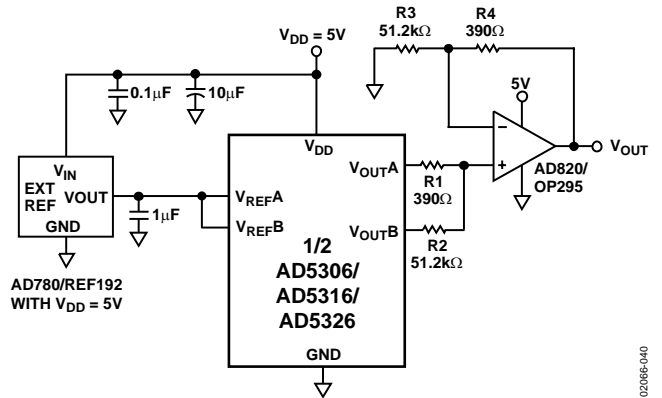 R3
51.2kΩ
R4
390Ω
V_DD = 5V
0.1µF
10µF
5V
V_IN
EXT
REF
VOUT
GND
1µF
V_DD
V_REFA
V_REFB
V_OUTA
V_OUTB
R1
390Ω
R2
51.2kΩ
−
+
V_OUT
AD820/
OP295
1/2
AD5306/
AD5316/
AD5326
GND
AD780/REF192
WITH V_DD = 5V
02066-040